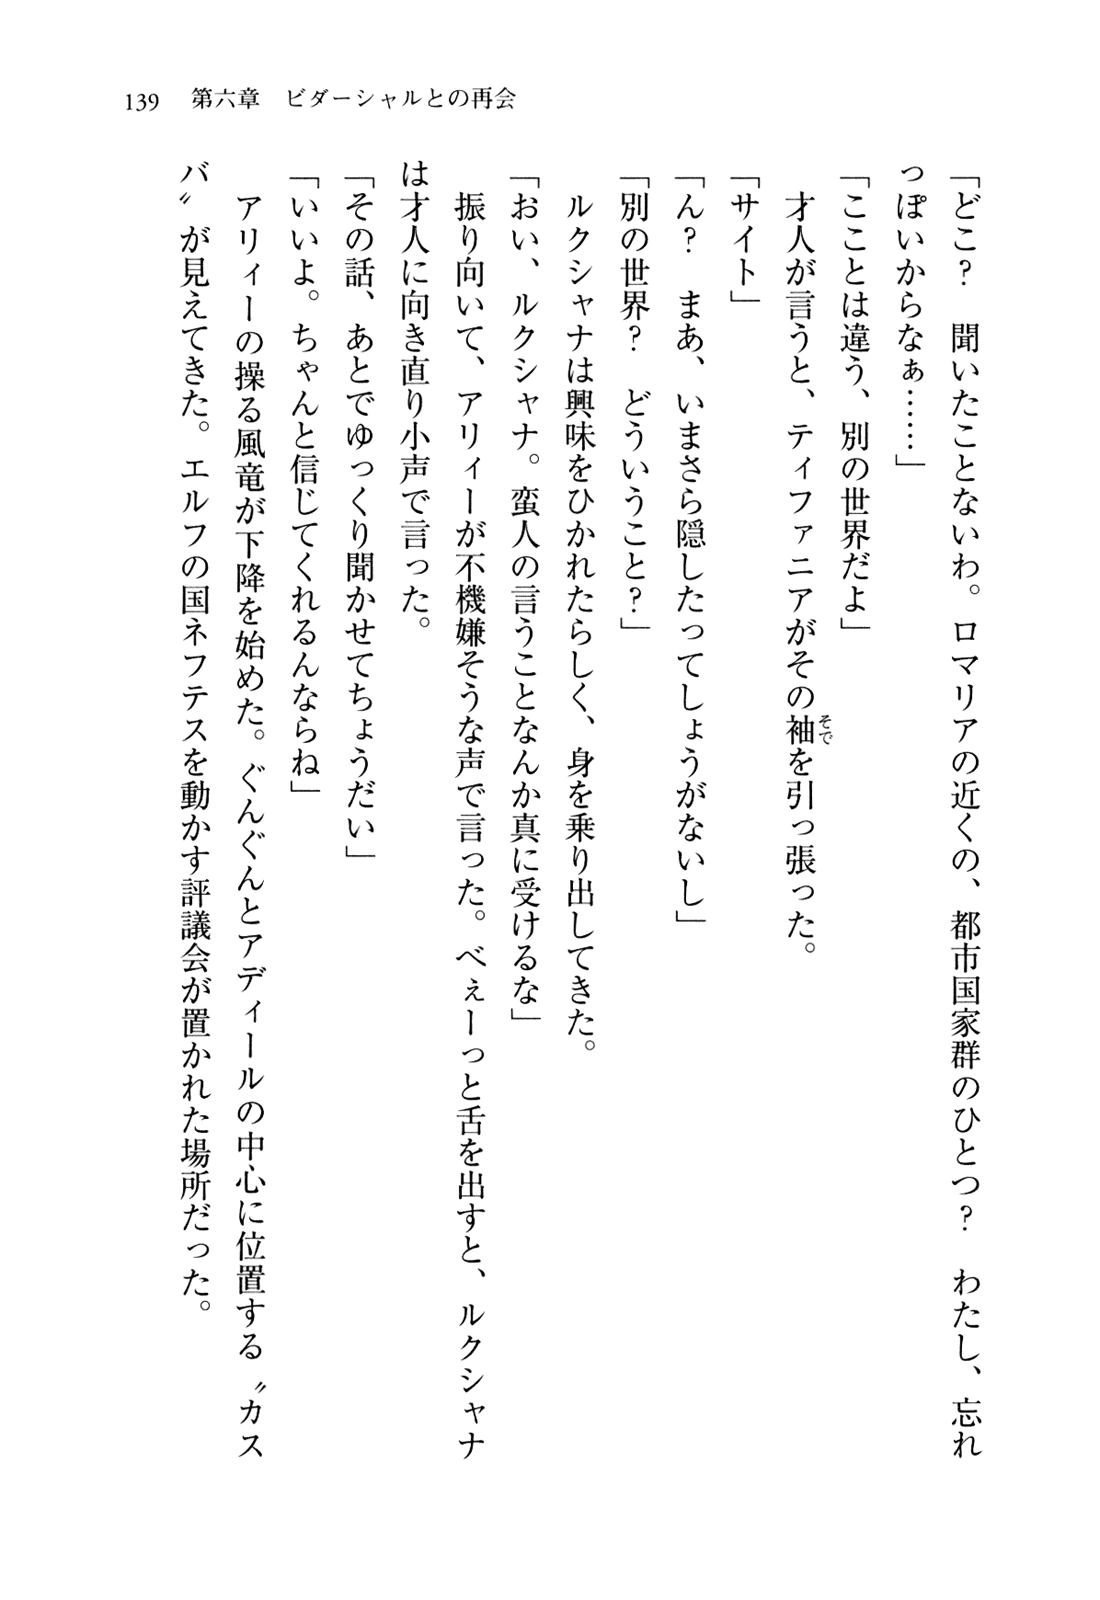 139　第六章　ビダーシャルとの再会
「どこ？　聞いたことないわ。ロマリアの近くの、都市国家群のひとつ？　わたし、忘れ
っぽいからなぁ……」
「こことは違う、別の世界だよ」
　才人が言うと、ティファニアがその袖を引っ張った。
そで
「サイト」
「ん？　まあ、いまさら隠したってしょうがないし」
「別の世界？　どういうこと？」
　ルクシャナは興味をひかれたらしく、身を乗り出してきた。
「おい、ルクシャナ。蛮人の言うことなんか真に受けるな」
　振り向いて、アリィーが不機嫌そうな声で言った。べぇーっと舌を出すと、ルクシャナ
は才人に向き直り小声で言った。
「その話、あとでゆっくり聞かせてちょうだい」
「いいよ。ちゃんと信じてくれるんならね」
　アリィーの操る風竜が下降を始めた。ぐんぐんとアディールの中心に位置する〝カス
バ〟が見えてきた。エルフの国ネフテスを動かす評議会が置かれた場所だった。